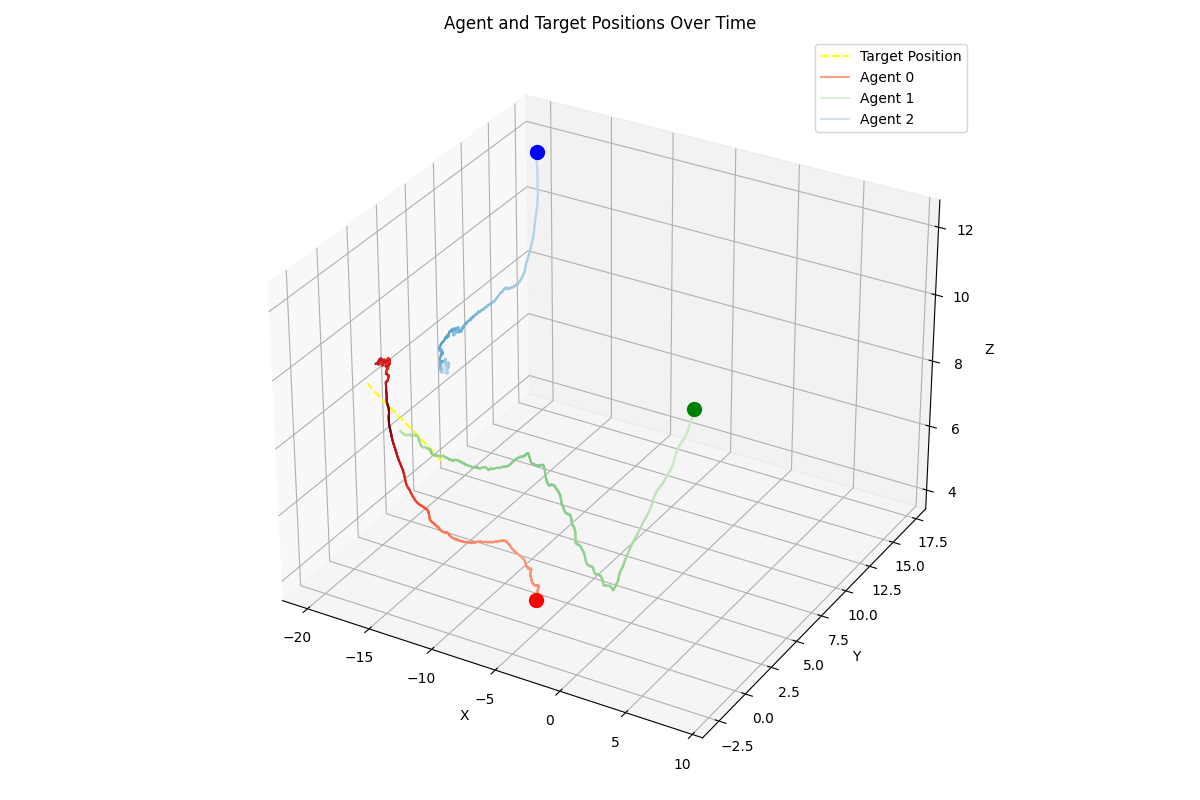 Agent and Target Positions Over Time
Target Position
Agent 0
Agent 1
Agent 2
12
10
8
6
4
Z
17.5
15.0
12.5
10.0
7.5
5.0
2.5
0.0
−2.5
Y
−20
−15
−10
−5
0
5
10
X